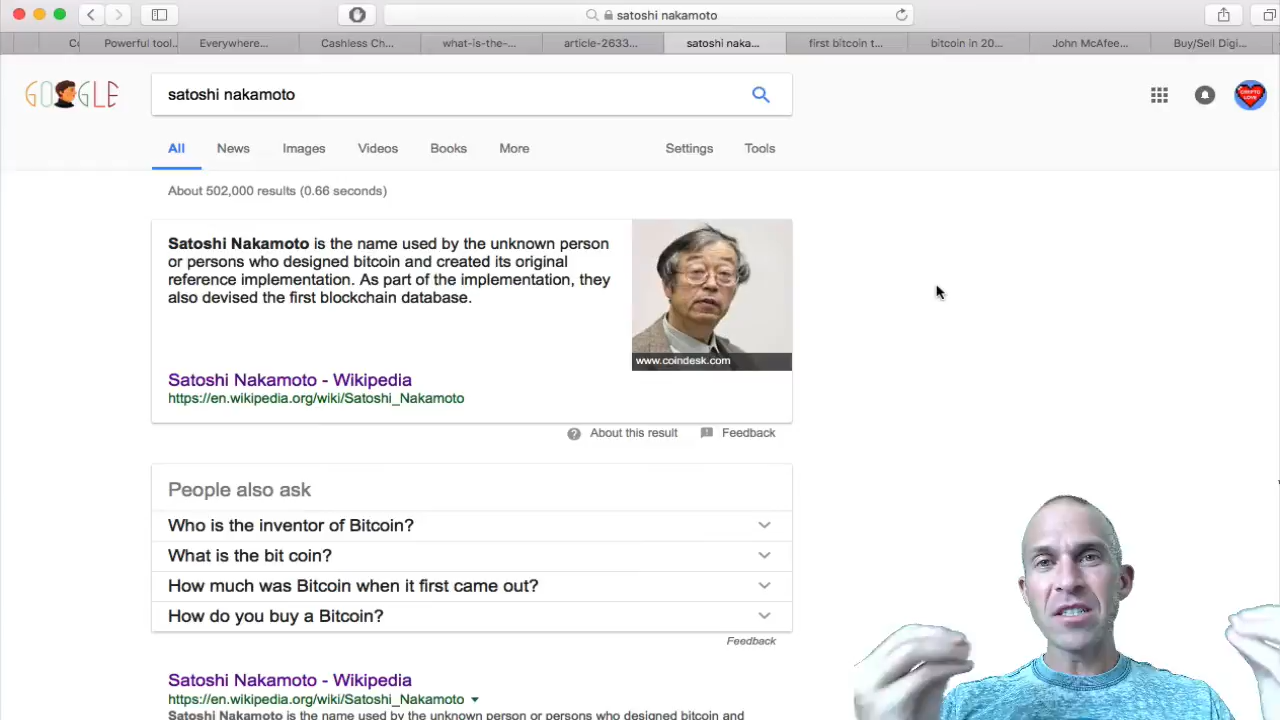 satoshi nakamoto
Powerful tool..
Everywhere...
Cashless Ch...
what-is-the-...
article-2633...
satoshi naka...
first bitcoin t...
bitcoin in 20...
John McAfee...
Buy/Sell Digi...
GOOGLE
satoshi nakamoto
All
News
Images
Videos
Books
More
Settings
Tools
About 502,000 results (0.66 seconds)
Satoshi Nakamoto is the name used by the unknown person
or persons who designed bitcoin and created its original
reference implementation. As part of the implementation, they
also devised the first blockchain database.
www.coindesk.com
Satoshi Nakamoto - Wikipedia
https://en.wikipedia.org/wiki/Satoshi_Nakamoto
About this result
Feedback
People also ask
Who is the inventor of Bitcoin?
What is the bit coin?
How much was Bitcoin when it first came out?
How do you buy a Bitcoin?
Feedback
Satoshi Nakamoto - Wikipedia
https://en.wikipedia.org/wiki/Satoshi_Nakamoto
Satoshi Nakamoto is the name used by the unknown person or persons who designed bitcoin and